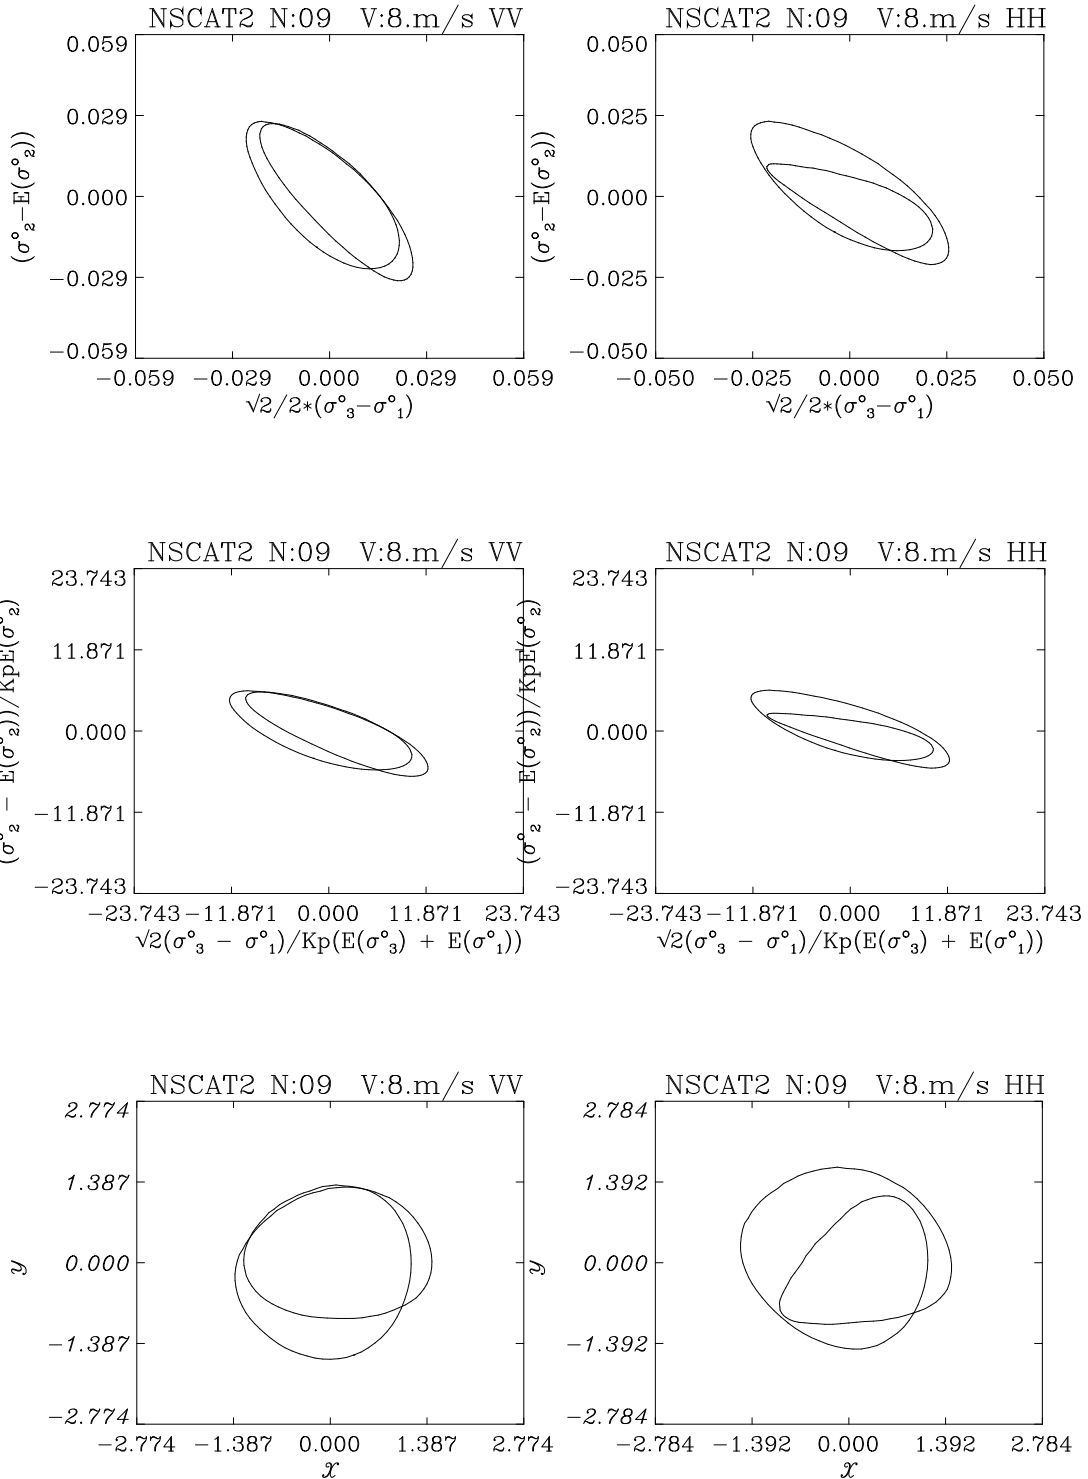 NSCAT2 N:09 V:8.m/s VV
0.059
0.029
0.000
−0.029
−0.059
(σ°₂−E(σ°₂))
−0.059 −0.029 0.000 0.029 0.059
√2/2*(σ°₃−σ°₁)
NSCAT2 N:09 V:8.m/s HH
0.050
0.025
0.000
−0.025
−0.050
(σ°₂−E(σ°₂))
−0.050 −0.025 0.000 0.025 0.050
√2/2*(σ°₃−σ°₁)
NSCAT2 N:09 V:8.m/s VV
23.743
11.871
0.000
−11.871
−23.743
(σ°₂ − E(σ°₂))/KpE(σ°₂)
−23.743 −11.871 0.000 11.871 23.743
√2(σ°₃ − σ°₁)/Kp(E(σ°₃) + E(σ°₁))
NSCAT2 N:09 V:8.m/s HH
23.743
11.871
0.000
−11.871
−23.743
(σ°₂ − E(σ°₂))/KpE(σ°₂)
−23.743 −11.871 0.000 11.871 23.743
√2(σ°₃ − σ°₁)/Kp(E(σ°₃) + E(σ°₁))
NSCAT2 N:09 V:8.m/s VV
2.774
1.387
0.000
−1.387
−2.774
y
−2.774 −1.387 0.000 1.387 2.774
x
NSCAT2 N:09 V:8.m/s HH
2.784
1.392
0.000
−1.392
−2.784
y
−2.784 −1.392 0.000 1.392 2.784
x